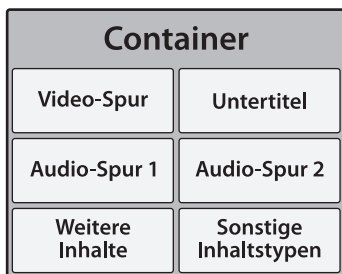 Container
Video-Spur
Untertitel
Audio-Spur 1
Audio-Spur 2
Weitere
Inhalte
Sonstige
Inhaltstypen